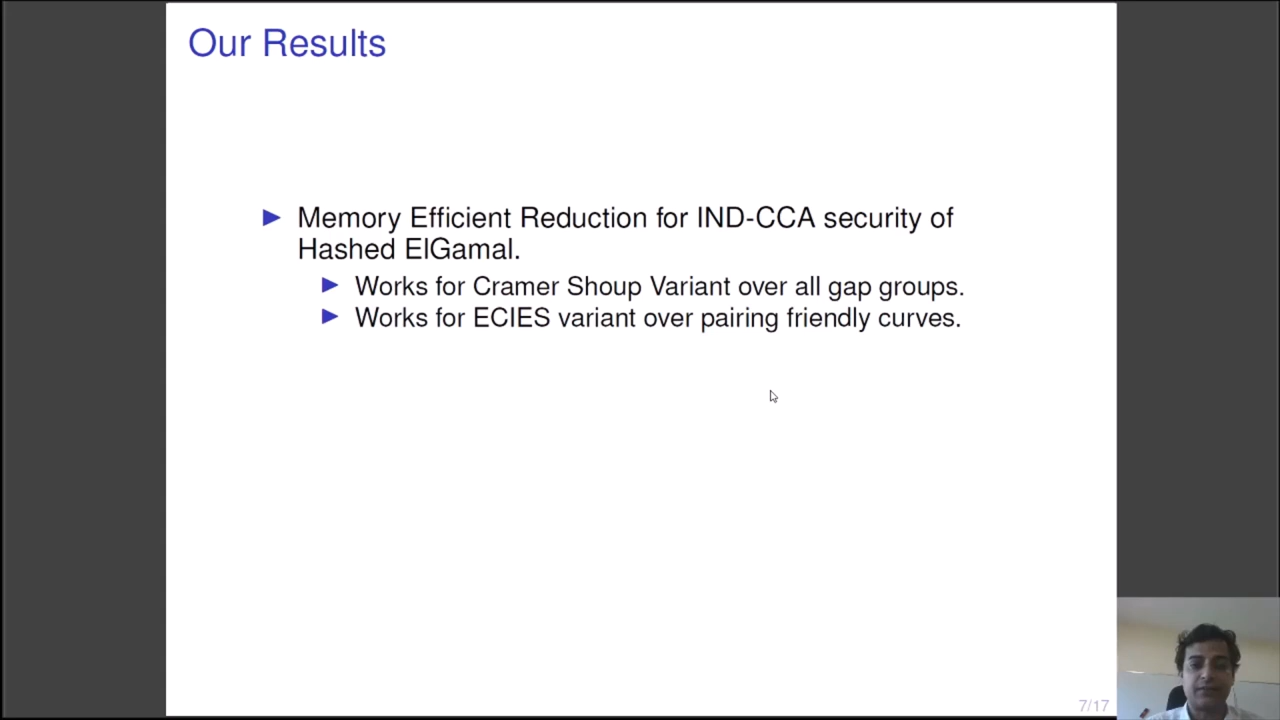 Our Results
Memory Efficient Reduction for IND-CCA security of
Hashed ElGamal.
Works for Cramer Shoup Variant over all gap groups.
Works for ECIES variant over pairing friendly curves.
7/17